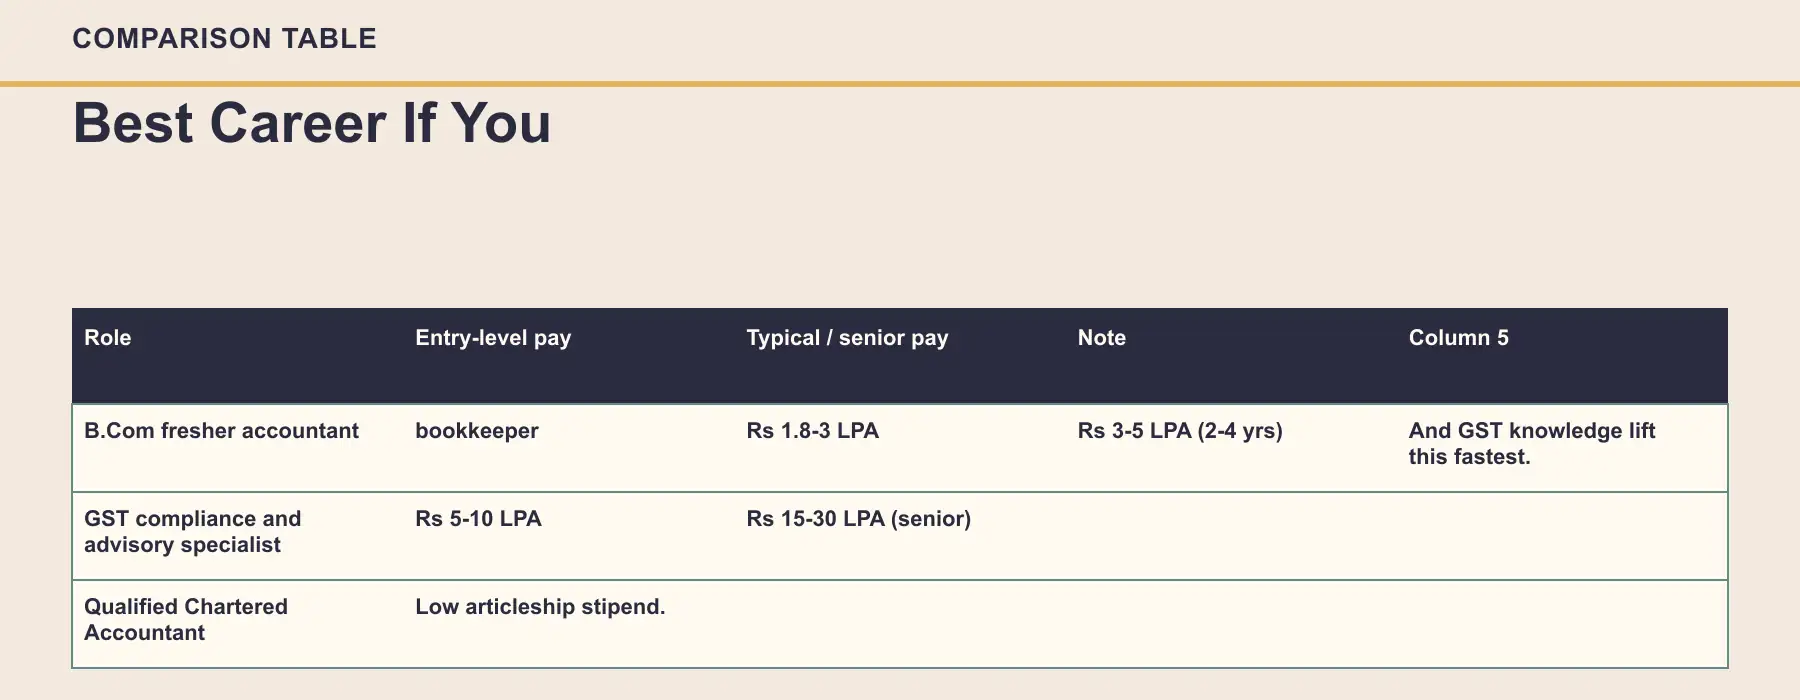 COMPARISON TABLE
Best Career If You
Role Entry-level pay Typical / senior pay Note Column 5
B.Com fresher accountant bookkeeper Rs 1.8-3 LPA Rs 3-5 LPA (2-4 yrs) And GST knowledge lift
this fastest.
GST compliance and Rs 5-10 LPA Rs 15-30 LPA (senior)
advisory specialist
Qualified Chartered Low articleship stipend.
Accountant